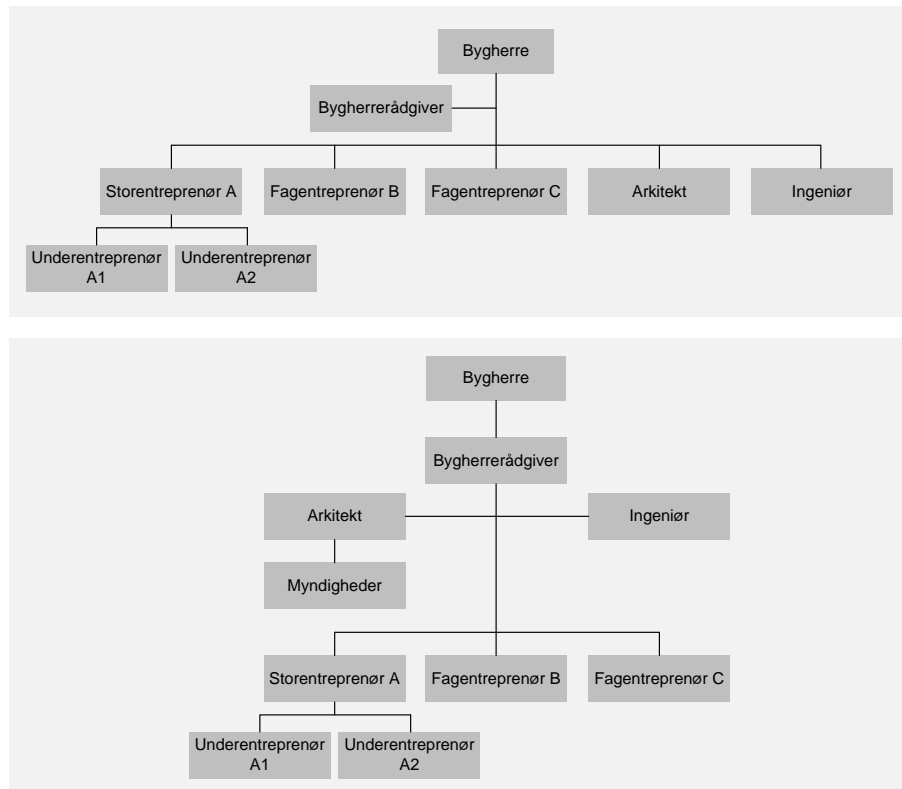 Bygherre
Bygherrerådgiver
Storentreprenør A
Fagentreprenør B
Fagentreprenør C
Arkitekt
Ingeniør
Underentreprenør
A1
Underentreprenør
A2
Bygherre
Bygherrerådgiver
Arkitekt
Ingeniør
Myndigheder
Storentreprenør A
Fagentreprenør B
Fagentreprenør C
Underentreprenør
A1
Underentreprenør
A2